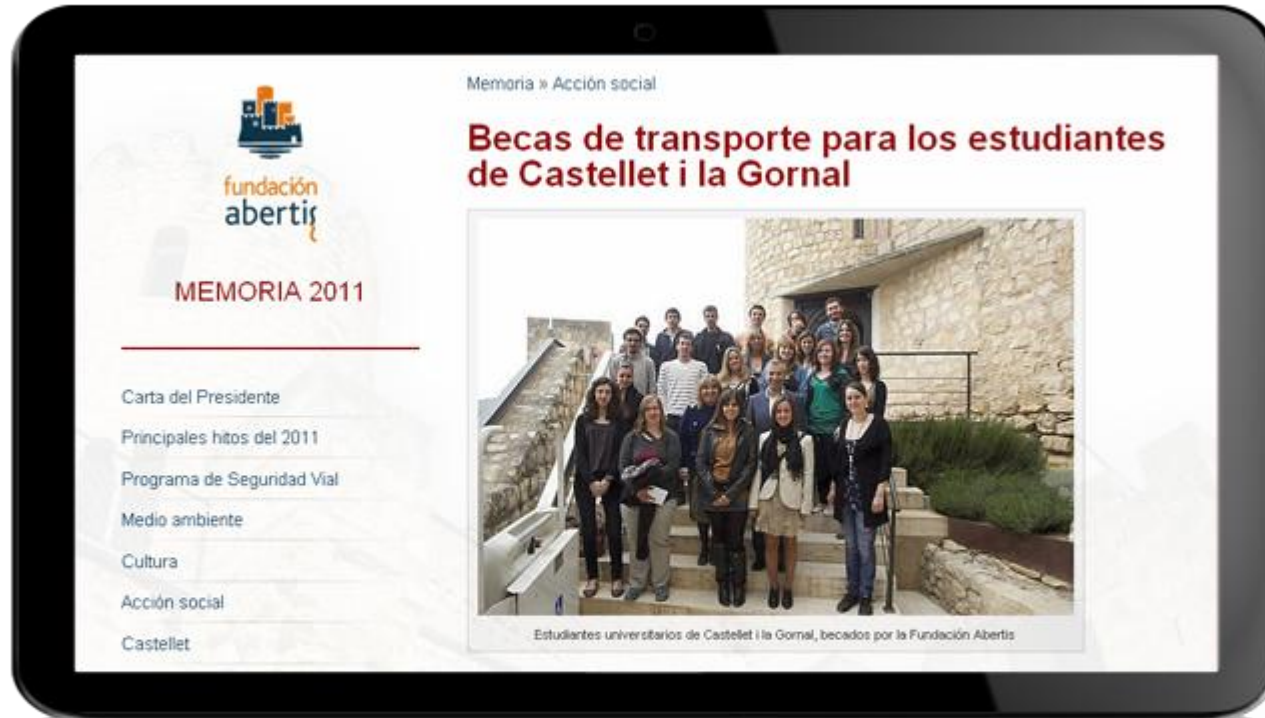 fundación
abertis
MEMORIA 2011
Carta del Presidente
Principales hitos del 2011
Programa de Seguridad Vial
Medio ambiente
Cultura
Acción social
Castellet
Memoria » Acción social
Becas de transporte para los estudiantes
de Castellet i la Gornal
Estudiantes universitarios de Castellet i la Gornal, becados por la Fundación Abertis